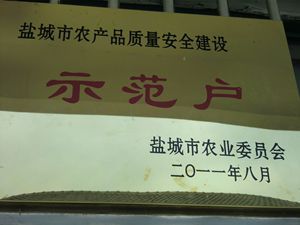 盐城市农产品质量安全建设
示范户
盐城市农业委员会
二〇一一年八月